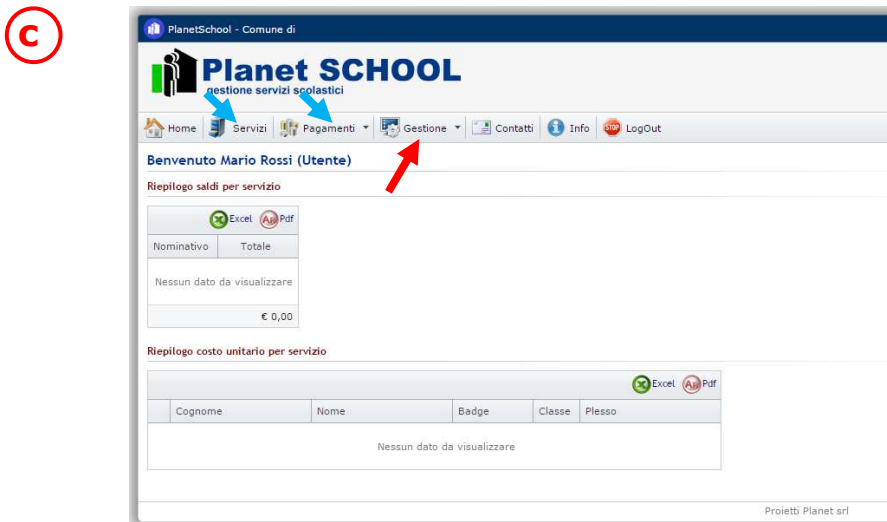 c
PlanetSchool - Comune di
Planet SCHOOL
gestione servizi scolastici
Home Servizi Pagamenti Gestione Contatti Info STOP LogOut
Benvenuto Mario Rossi (Utente)
Riepilogo saldi per servizio
Excel Pdf
Nominativo Totale
Nessun dato da visualizzare
€ 0,00
Riepilogo costo unitario per servizio
Excel Pdf
Cognome Nome Badge Classe Plesso
Nessun dato da visualizzare
Proietti Planet srl